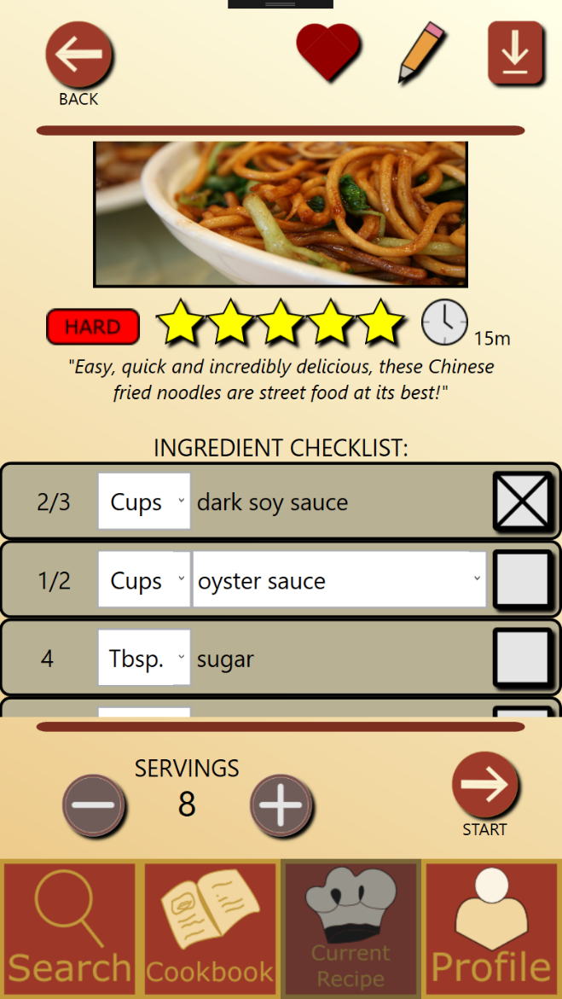 BACK
HARD
15m
"Easy, quick and incredibly delicious, these Chinese
fried noodles are street food at its best!"
INGREDIENT CHECKLIST:
2/3 Cups dark soy sauce
1/2 Cups oyster sauce
4 Tbsp. sugar
SERVINGS
8
START
Search
Cookbook
Current
Recipe
Profile